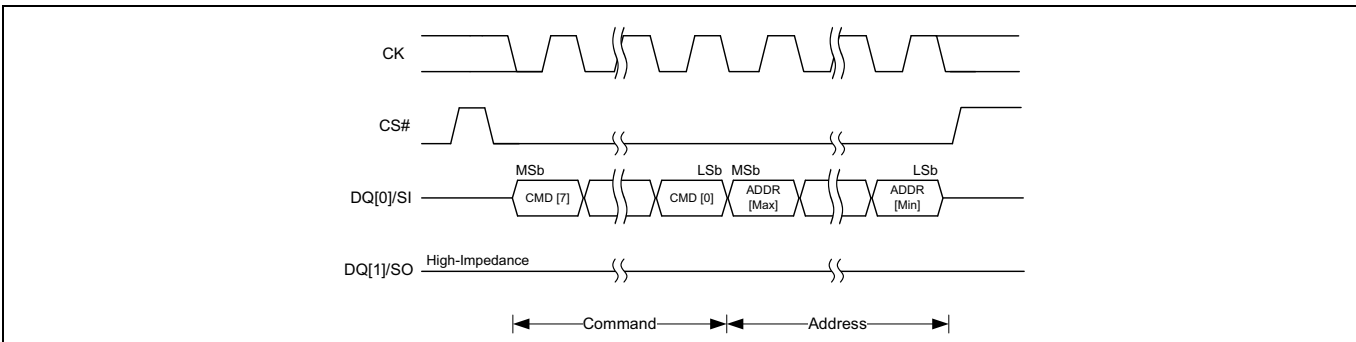 CK
CS#
MSb LSb MSb LSb
DQ[0]/SI CMD [7] CMD [0] ADDR [Max] ADDR [Min]
DQ[1]/SO High-Impedance
Command Address